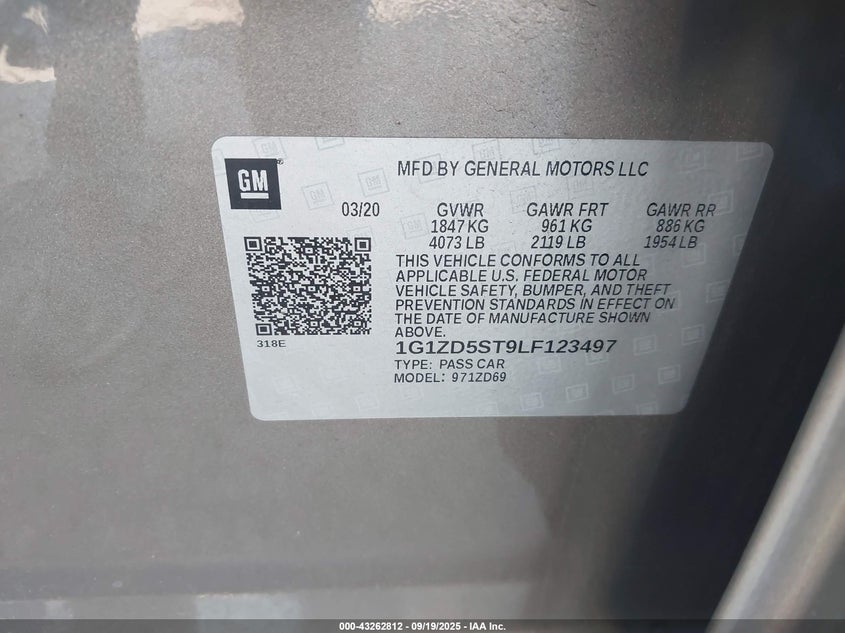 GM
MFD BY GENERAL MOTORS LLC
03/20 GVWR GAWR FRT GAWR RR
1847 KG 961 KG 886 KG
4073 LB 2119 LB 1954 LB
THIS VEHICLE CONFORMS TO ALL
APPLICABLE U.S. FEDERAL MOTOR
VEHICLE SAFETY, BUMPER, AND THEFT
PREVENTION STANDARDS IN EFFECT ON
THE DATE OF MANUFACTURE SHOWN
ABOVE.
318E
1G1ZD5ST9LF123497
TYPE: PASS CAR
MODEL: 971ZD69
000-43262812 - 09/19/2025 - IAA Inc.